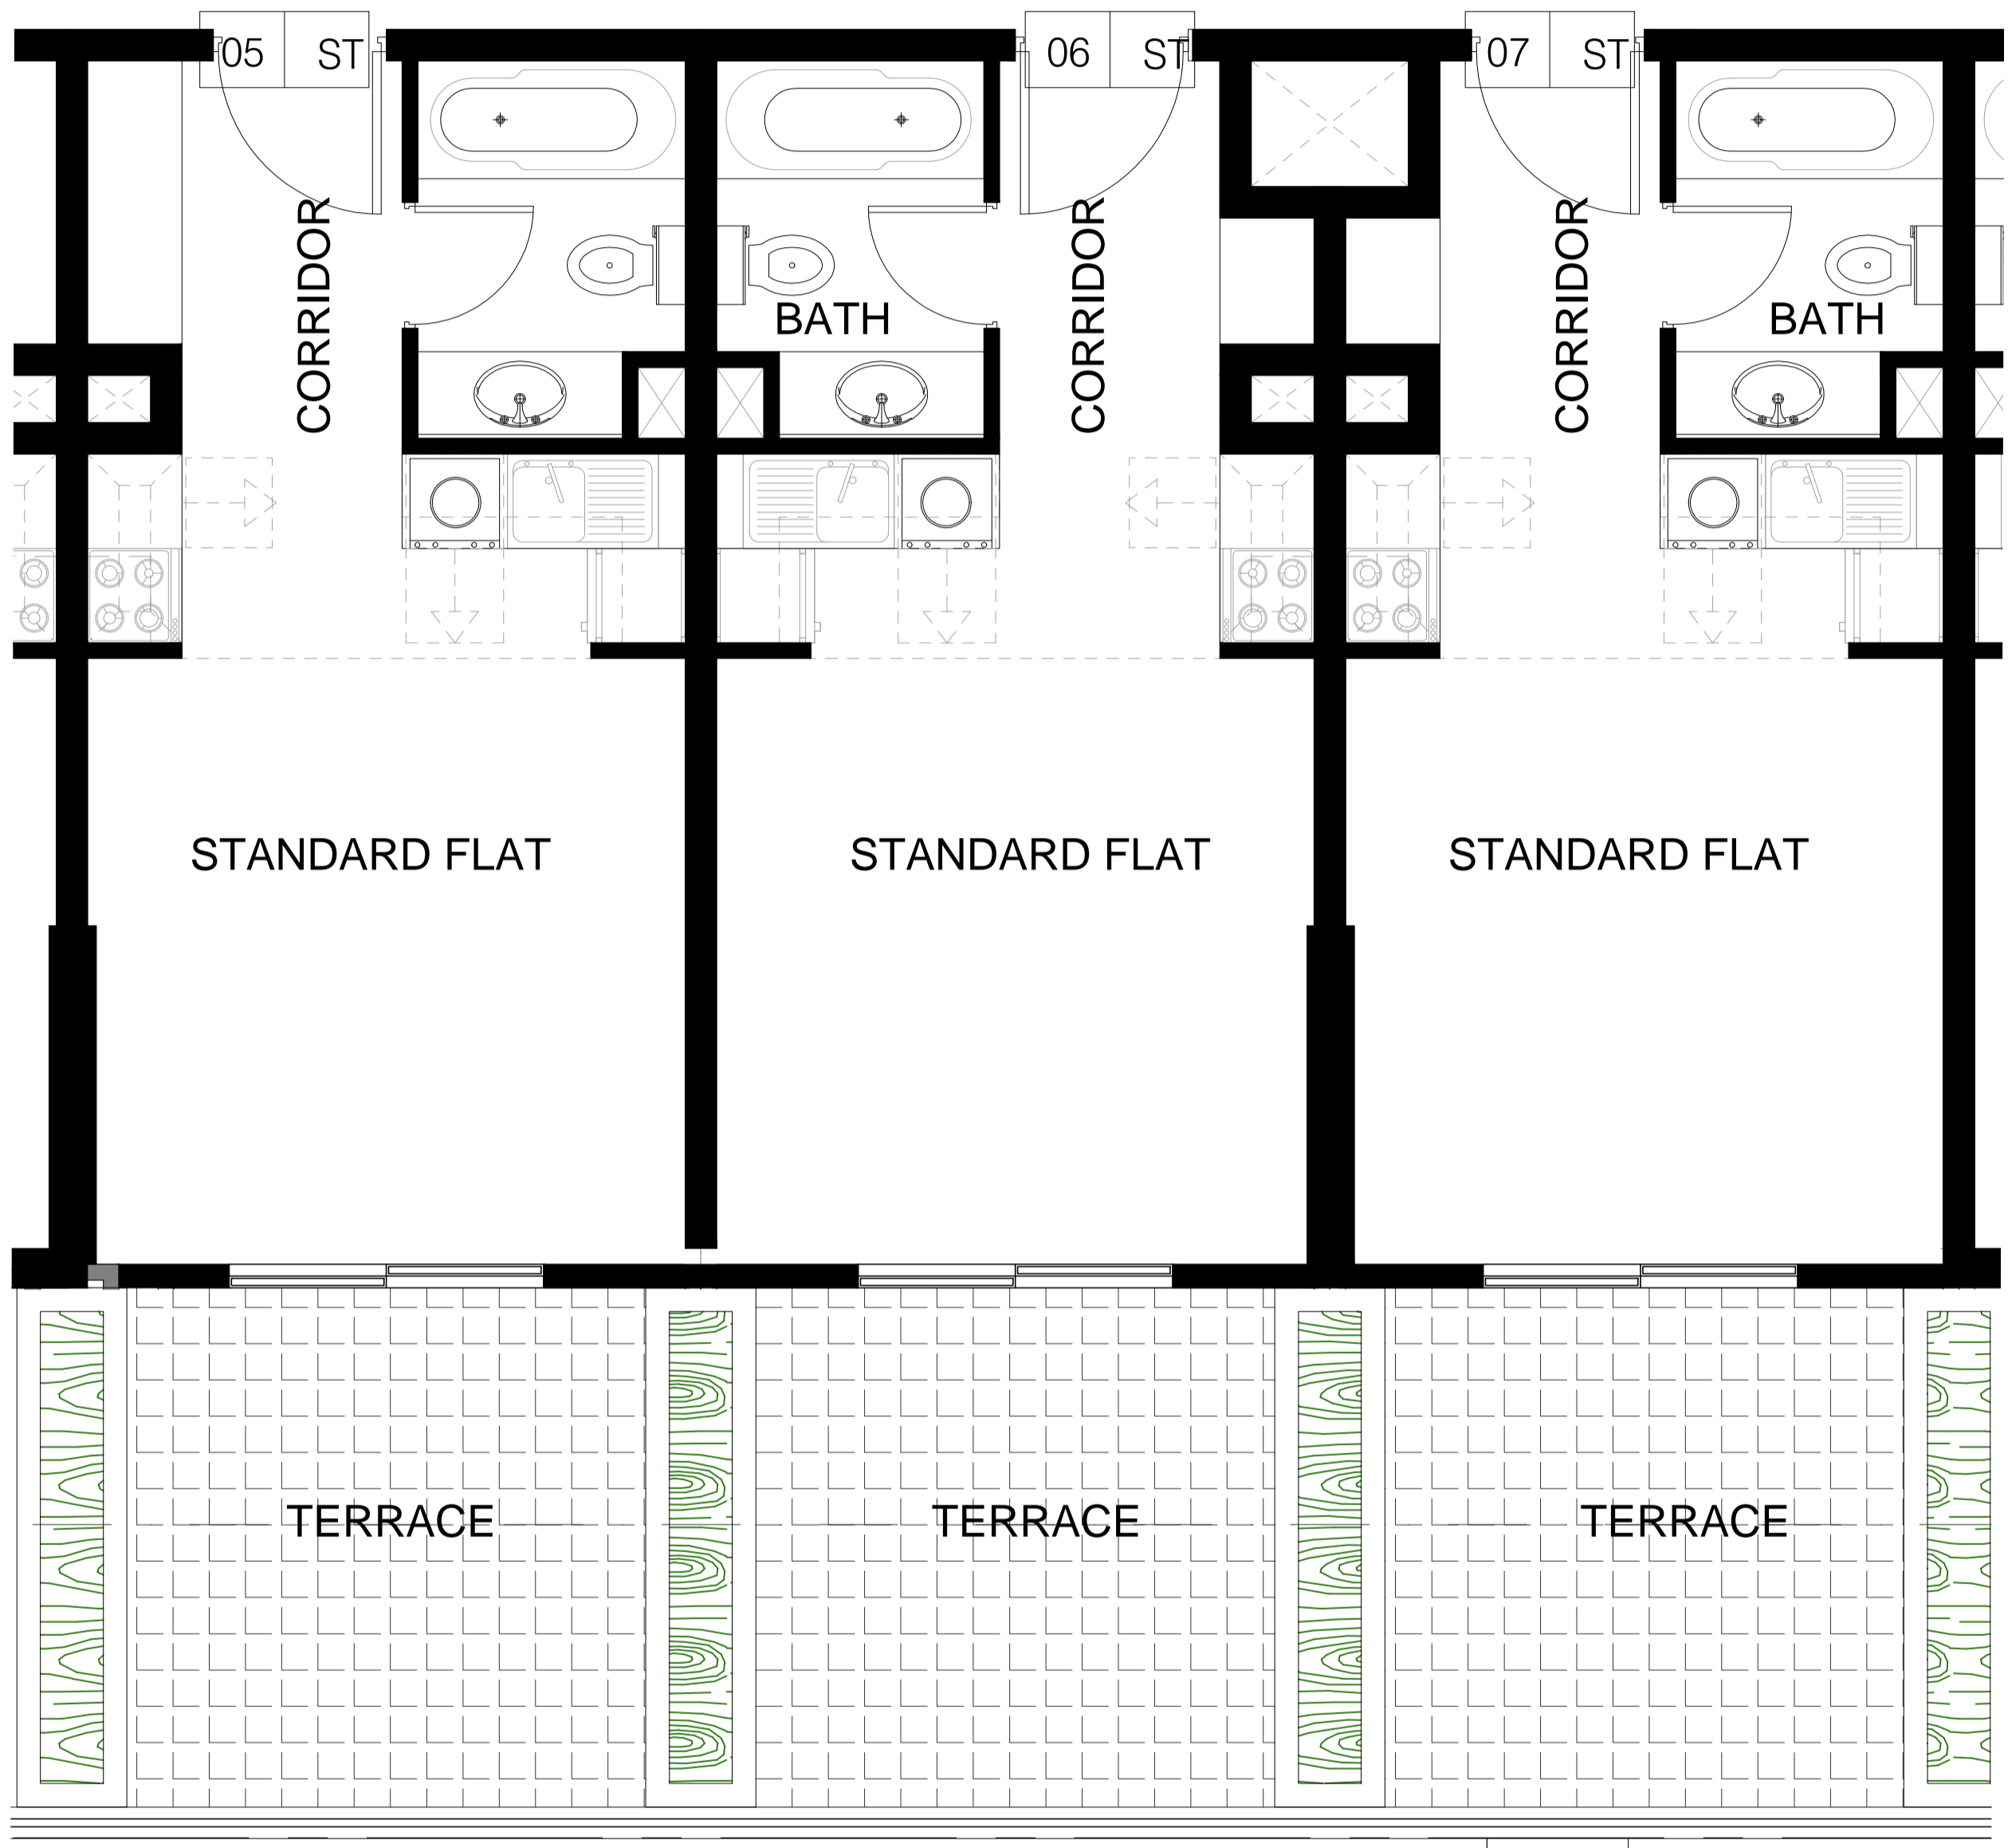 05 ST
06 ST
07 ST
CORRIDOR
CORRIDOR
CORRIDOR
BATH
BATH
STANDARD FLAT
STANDARD FLAT
STANDARD FLAT
TERRACE
TERRACE
TERRACE